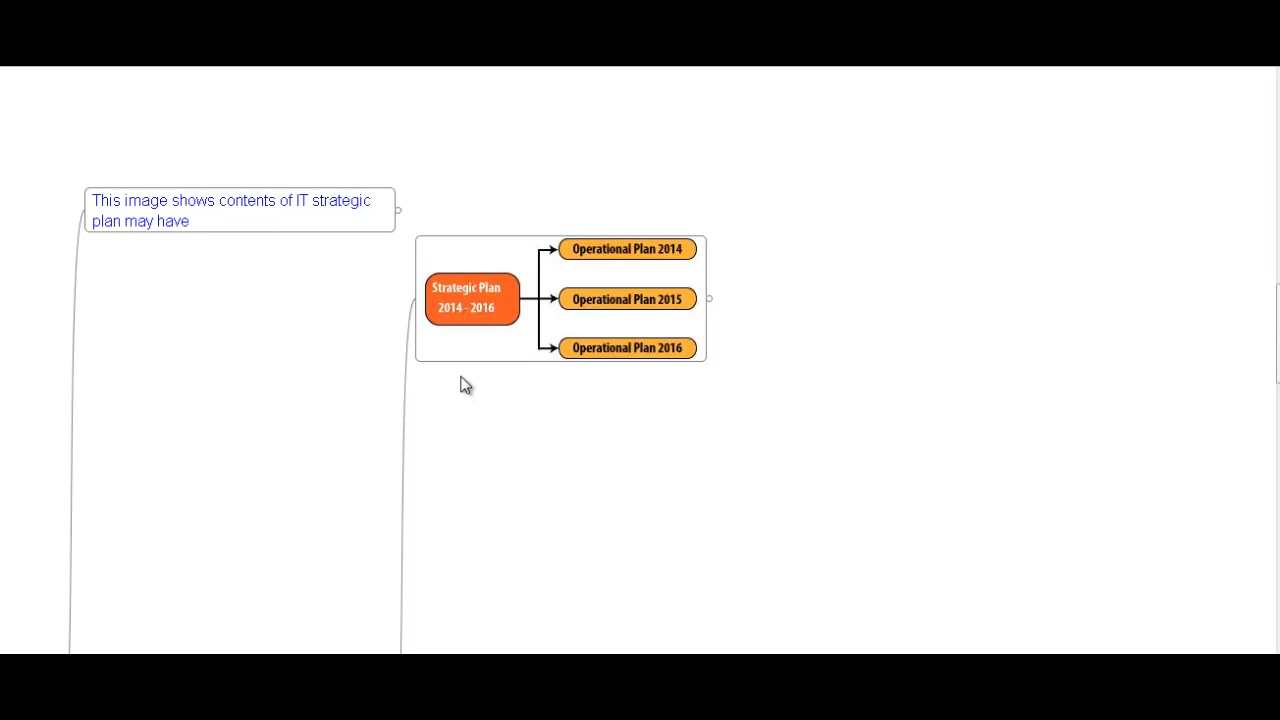 This image shows contents of IT strategic
plan may have
Strategic Plan
2014 - 2016
Operational Plan 2014
Operational Plan 2015
Operational Plan 2016